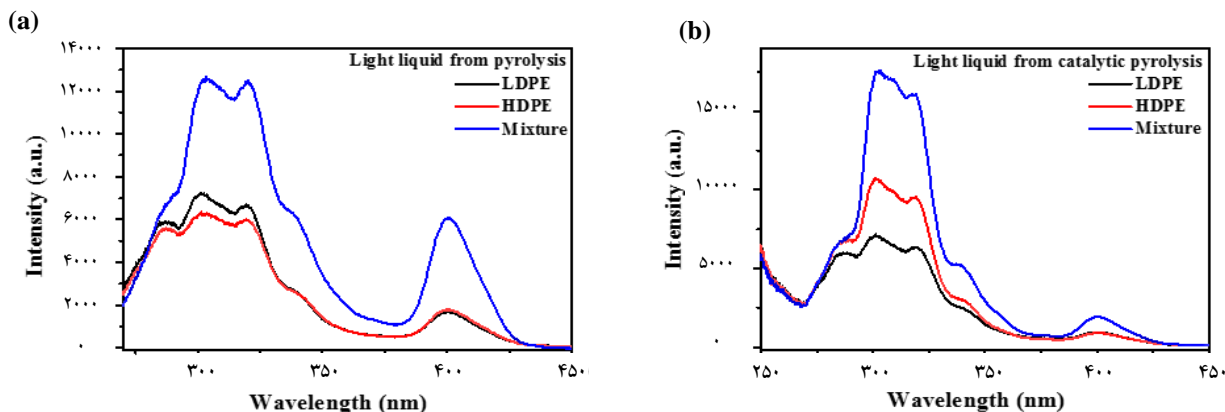 (a)
Intensity (a.u.)
۱۴۰۰۰
۱۲۰۰۰
۱۰۰۰۰
۸۰۰۰
۶۰۰۰
۴۰۰۰
۲۰۰۰
۰
Light liquid from pyrolysis
LDPE
HDPE
Mixture
۳۰۰ ۳۵۰ ۴۰۰ ۴۵۰
Wavelength (nm)
(b)
Intensity (a.u.)
۱۵۰۰۰
۱۰۰۰۰
۵۰۰۰
۰
Light liquid from catalytic pyrolysis
LDPE
HDPE
Mixture
۲۵۰ ۳۰۰ ۳۵۰ ۴۰۰ ۴۵۰
Wavelength (nm)